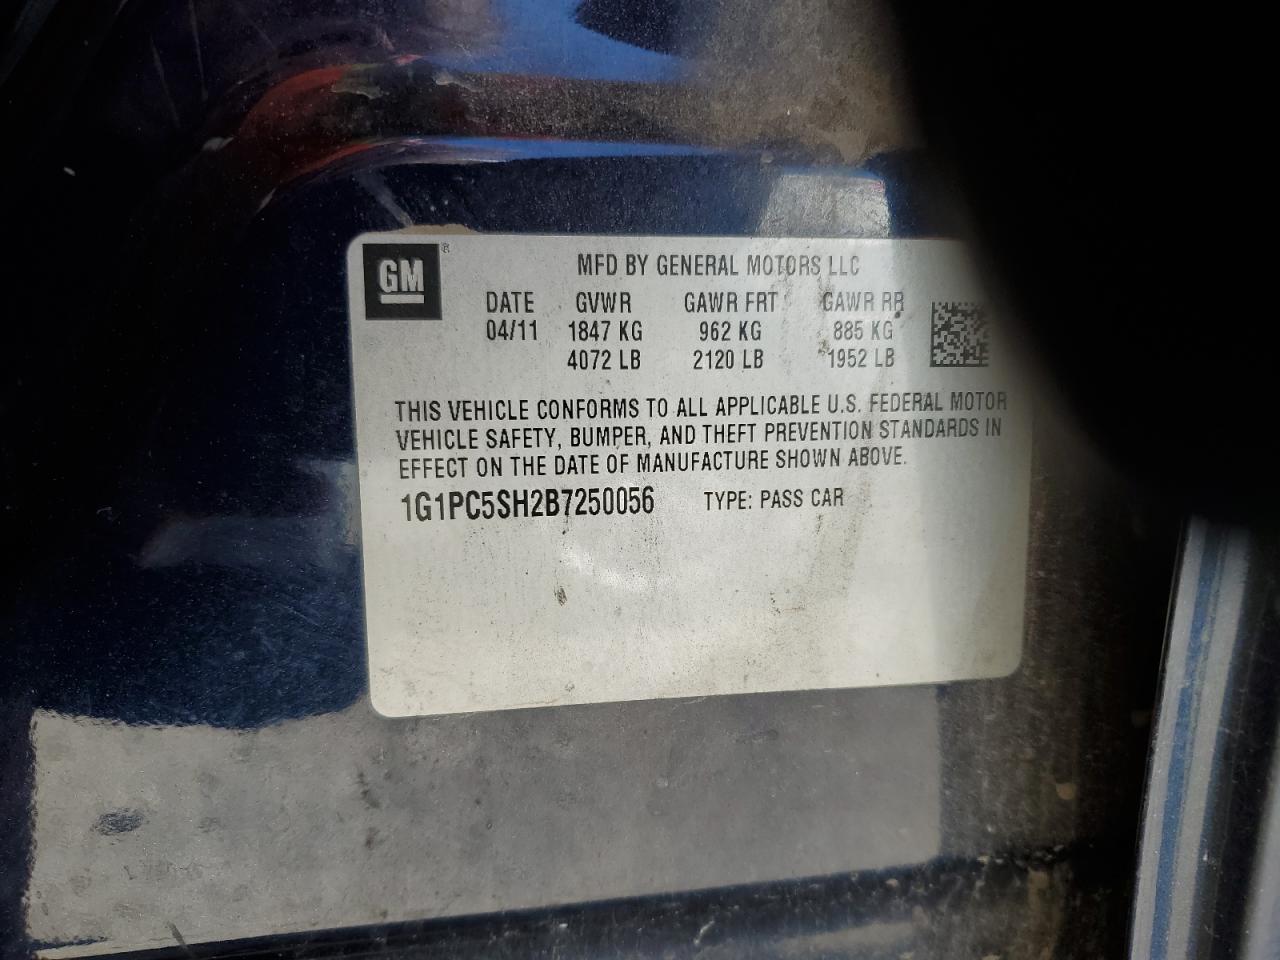 GM ®
MFD BY GENERAL MOTORS LLC
DATE GVWR GAWR FRT GAWR RR
04/11 1847 KG 962 KG 885 KG
4072 LB 2120 LB 1952 LB
THIS VEHICLE CONFORMS TO ALL APPLICABLE U.S. FEDERAL MOTOR
VEHICLE SAFETY, BUMPER, AND THEFT PREVENTION STANDARDS IN
EFFECT ON THE DATE OF MANUFACTURE SHOWN ABOVE.
1G1PC5SH2B7250056 TYPE: PASS CAR